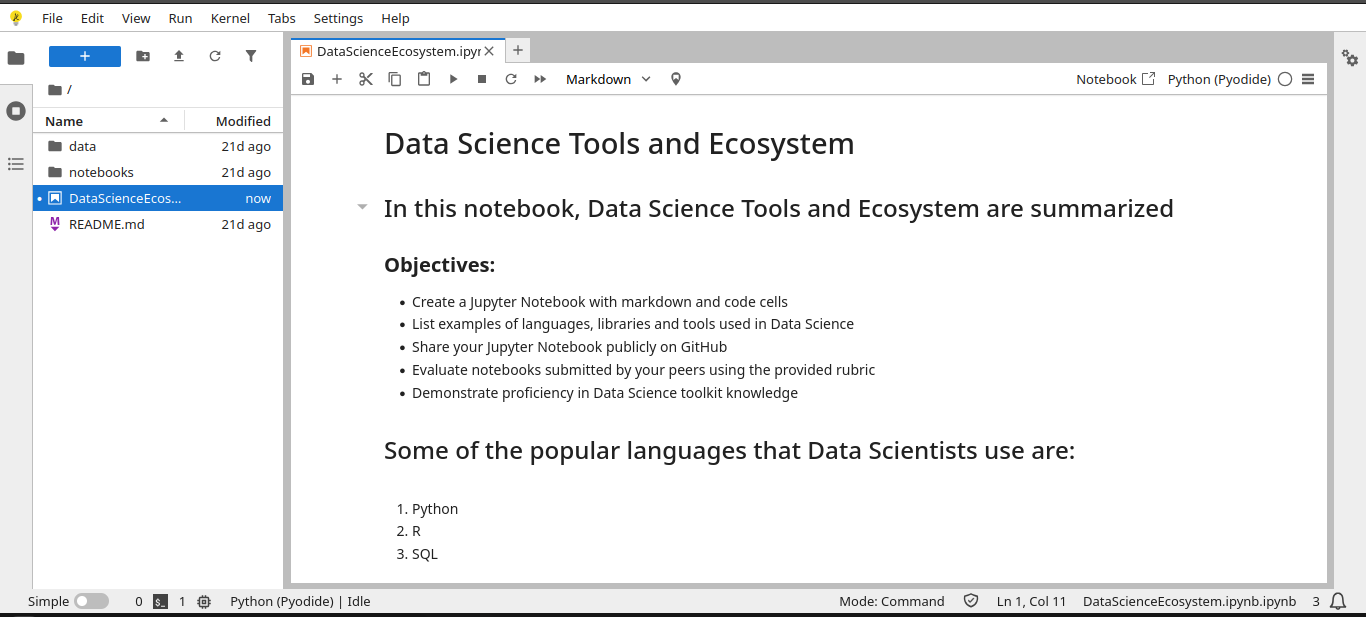 File Edit View Run Kernel Tabs Settings Help
DataScienceEcosystem.ipyr
Markdown
Notebook Python (Pyodide)
/
Name Modified
data 21d ago
notebooks 21d ago
DataScienceEcos... now
README.md 21d ago
Data Science Tools and Ecosystem
In this notebook, Data Science Tools and Ecosystem are summarized
Objectives:
• Create a Jupyter Notebook with markdown and code cells
• List examples of languages, libraries and tools used in Data Science
• Share your Jupyter Notebook publicly on GitHub
• Evaluate notebooks submitted by your peers using the provided rubric
• Demonstrate proficiency in Data Science toolkit knowledge
Some of the popular languages that Data Scientists use are:
1. Python
2. R
3. SQL
Simple 0 1 Python (Pyodide) | Idle Mode: Command Ln 1, Col 11 DataScienceEcosystem.ipynb.ipynb 3